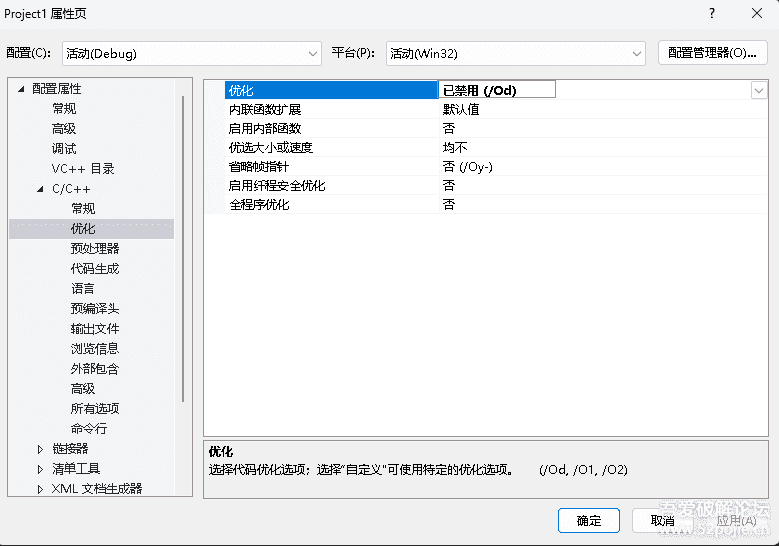 Project1 属性页
配置(C): 活动(Debug) 平台(P): 活动(Win32) 配置管理器(O)...
配置属性
常规
高级
调试
VC++ 目录
C/C++
常规
优化
预处理器
代码生成
语言
预编译头
输出文件
浏览信息
外部包含
高级
所有选项
命令行
链接器
清单工具
XML 文档生成器
优化 已禁用 (/Od)
内联函数扩展 默认值
启用内部函数 否
优选大小或速度 均不
省略帧指针 否 (/Oy-)
启用纤程安全优化 否
全程序优化 否
优化
选择代码优化选项；选择“自定义”可使用特定的优化选项。 (/Od, /O1, /O2)
确定 取消 应用(A)
吾爱破解论坛
www.52pojie.cn